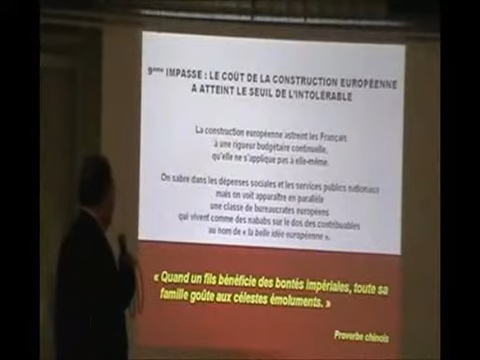 9ème IMPASSE : LE COÛT DE LA CONSTRUCTION EUROPÉENNE
A ATTEINT LE SEUIL DE L'INTOLÉRABLE
La construction européenne astreint les Français
à une rigueur budgétaire continuelle,
qu'elle ne s'applique pas à elle-même.
On sabre dans les dépenses sociales et les services publics nationaux
mais on voit apparaître en parallèle
une classe de bureaucrates européens
qui vivent comme des nababs sur le dos des contribuables
au nom de « la belle idée européenne ».
« Quand un fils bénéficie des bontés impériales, toute sa
famille goûte aux célestes émoluments. »
Proverbe chinois